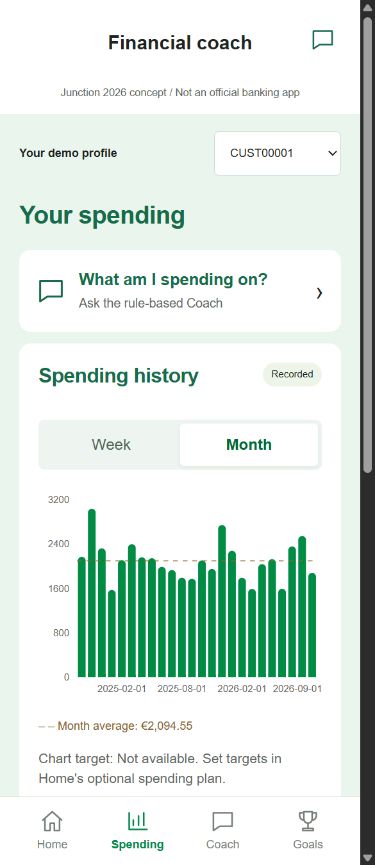 Financial coach
Junction 2026 concept / Not an official banking app
Your demo profile
CUST00001
Your spending
What am I spending on?
Ask the rule-based Coach
Spending history
Recorded
Week
Month
3200
2400
1600
800
0
2025-02-01
2025-08-01
2026-02-01
2026-09-01
Month average: €2,094.55
Chart target: Not available. Set targets in
Home's optional spending plan.
Home
Spending
Coach
Goals